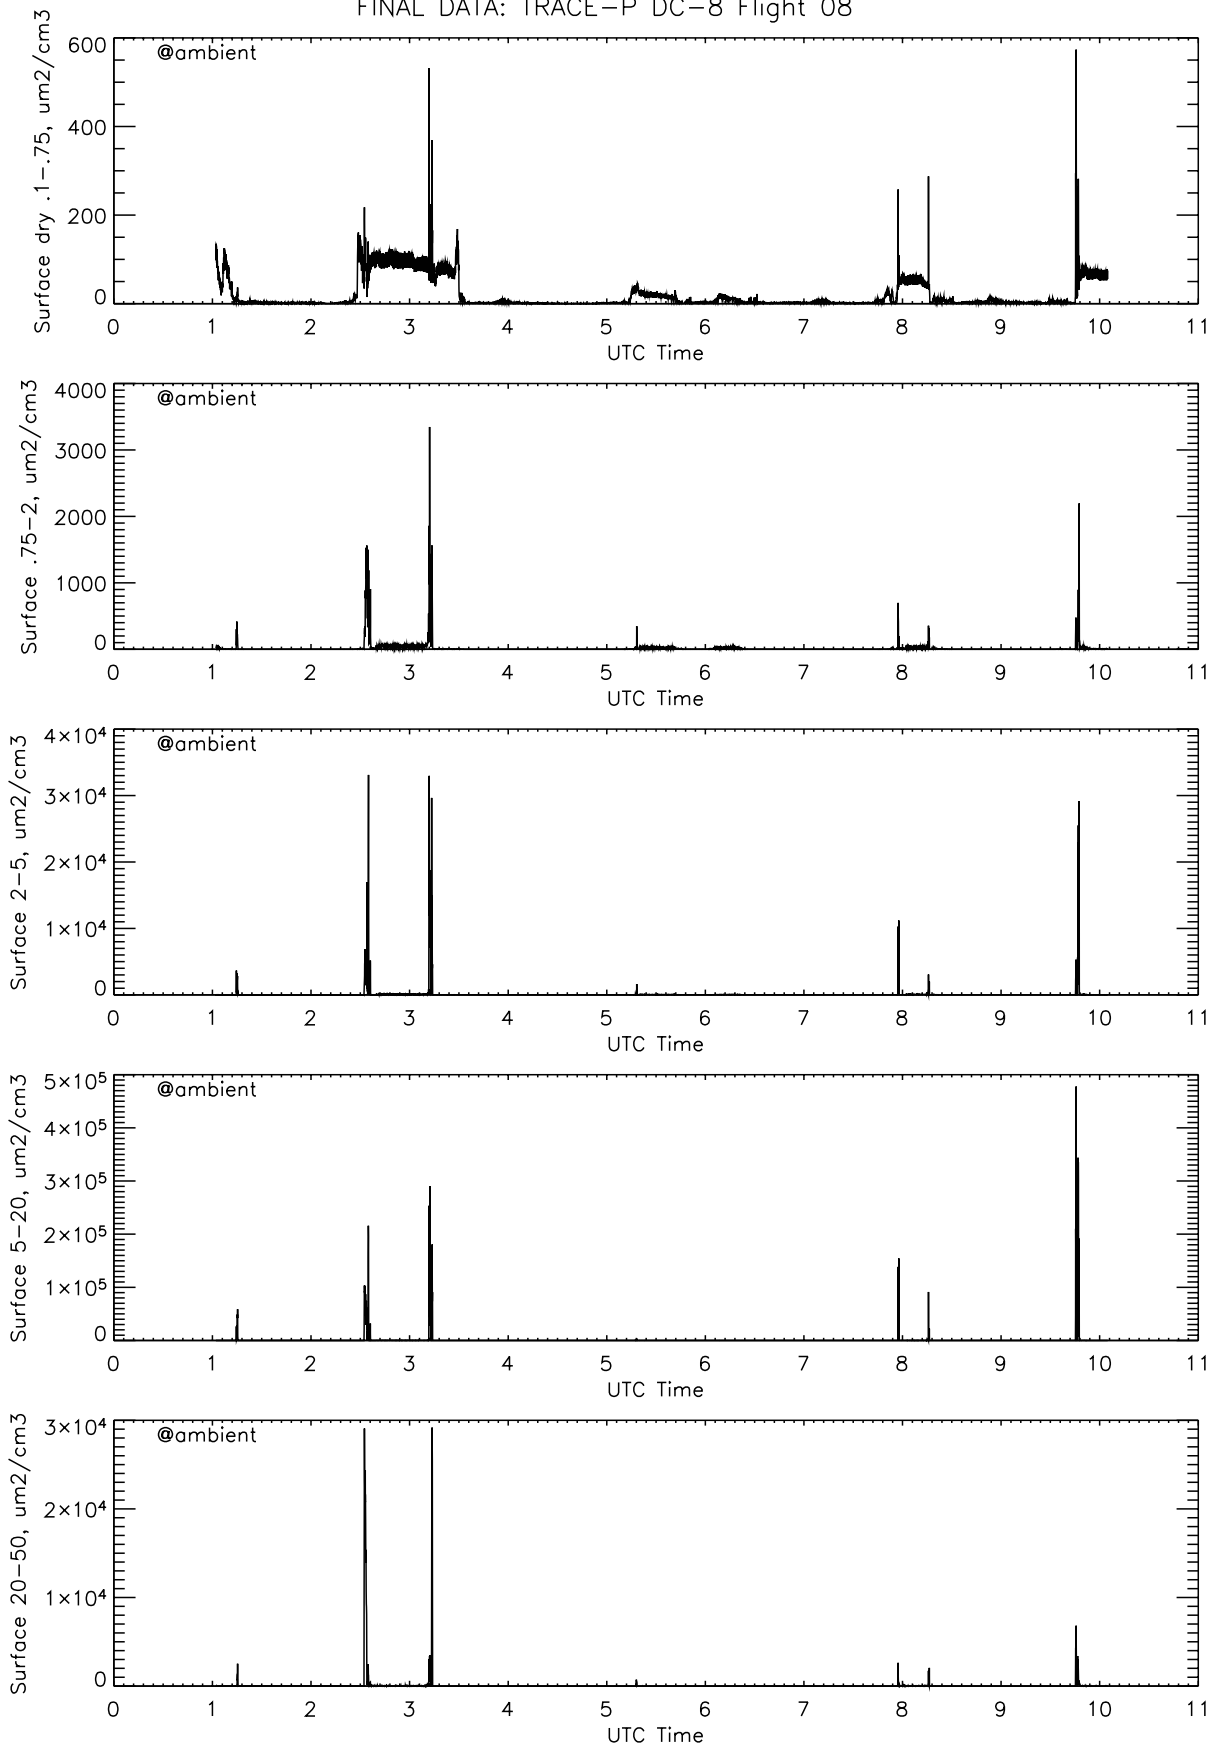 FINAL DATA: TRACE-P DC-8 Flight 08
Surface dry .1-.75, um2/cm3
@ambient
600
400
200
0
0 1 2 3 4 5 6 7 8 9 10 11
UTC Time
Surface .75-2, um2/cm3
@ambient
4000
3000
2000
1000
0
0 1 2 3 4 5 6 7 8 9 10 11
UTC Time
Surface 2-5, um2/cm3
@ambient
4×10⁴
3×10⁴
2×10⁴
1×10⁴
0
0 1 2 3 4 5 6 7 8 9 10 11
UTC Time
Surface 5-20, um2/cm3
@ambient
5×10⁵
4×10⁵
3×10⁵
2×10⁵
1×10⁵
0
0 1 2 3 4 5 6 7 8 9 10 11
UTC Time
Surface 20-50, um2/cm3
@ambient
3×10⁴
2×10⁴
1×10⁴
0
0 1 2 3 4 5 6 7 8 9 10 11
UTC Time